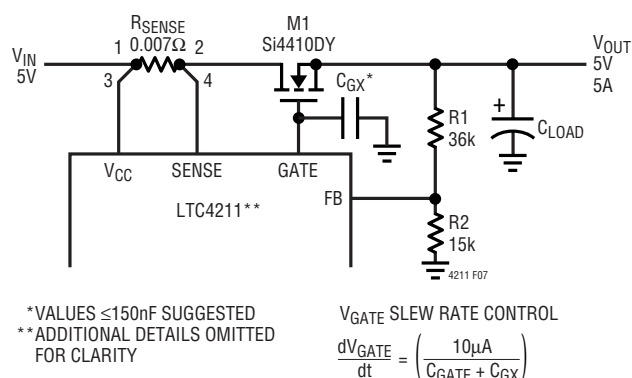 RSENSE
0.007Ω
M1
Si4410DY
VIN
5V
1
2
3
4
CGX*
VOUT
5V
5A
R1
36k
+
CLOAD
VCC
SENSE
GATE
FB
LTC4211**
R2
15k
4211 F07
*VALUES ≤150nF SUGGESTED
**ADDITIONAL DETAILS OMITTED
FOR CLARITY
VGATE SLEW RATE CONTROL
dVGATE/dt = (10µA/(CGATE + CGX))